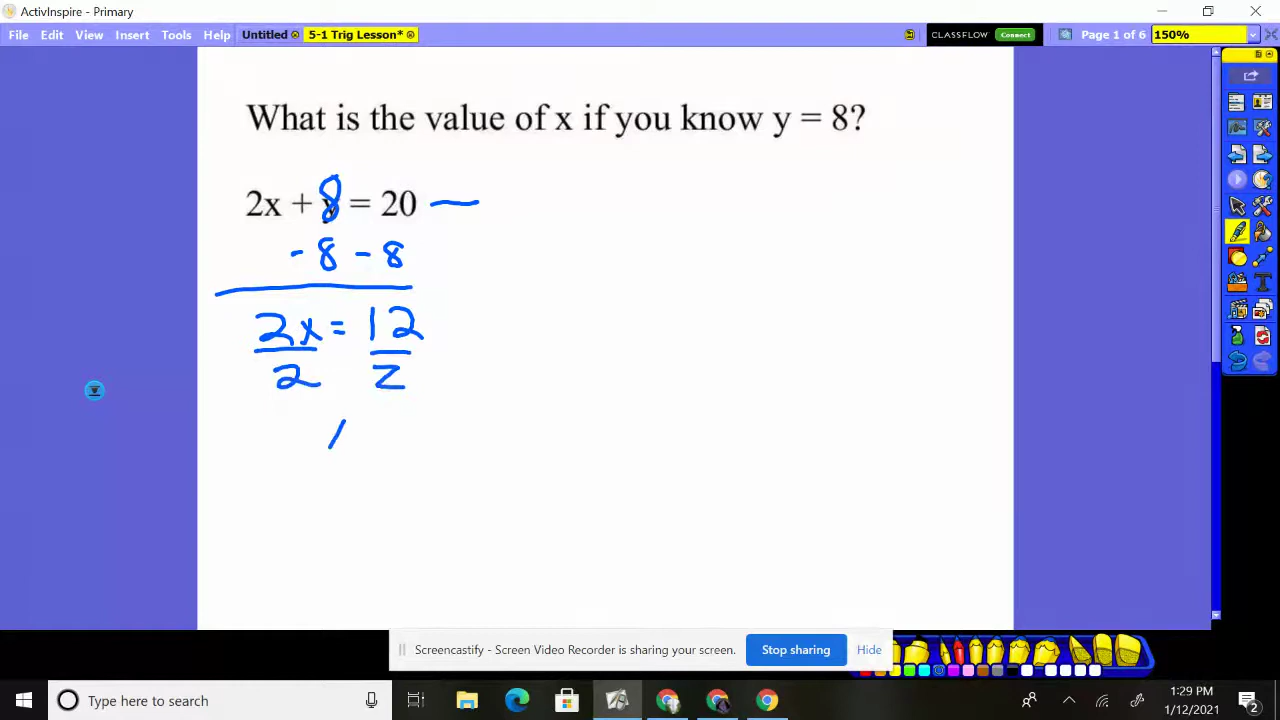 ActivInspire - Primary
File Edit View Insert Tools Help Untitled 5-1 Trig Lesson* CLASSFLOW Connect Page 1 of 6 150%
What is the value of x if you know y = 8?
2x + 8 = 20 —
- 8 - 8
2x = 12
2 2
Screencastify - Screen Video Recorder is sharing your screen. Stop sharing Hide
Type here to search
1:29 PM
1/12/2021
2